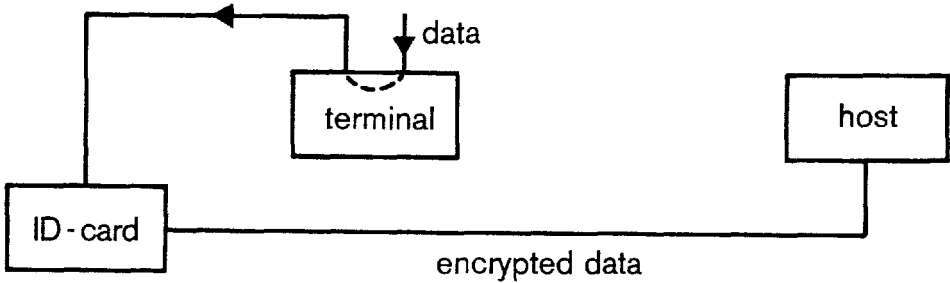 data
terminal
host
ID-card
encrypted data